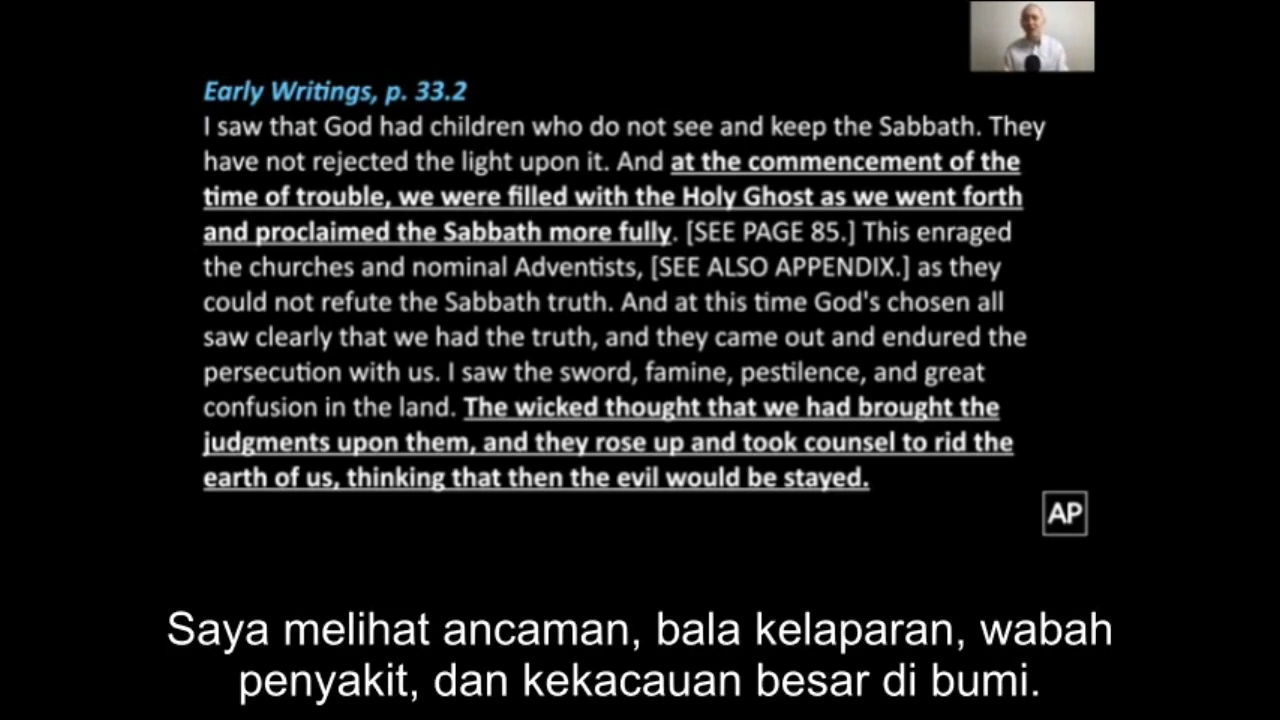 Early Writings, p. 33.2
I saw that God had children who do not see and keep the Sabbath. They
have not rejected the light upon it. And at the commencement of the
time of trouble, we were filled with the Holy Ghost as we went forth
and proclaimed the Sabbath more fully. [SEE PAGE 85.] This enraged
the churches and nominal Adventists, [SEE ALSO APPENDIX.] as they
could not refute the Sabbath truth. And at this time God's chosen all
saw clearly that we had the truth, and they came out and endured the
persecution with us. I saw the sword, famine, pestilence, and great
confusion in the land. The wicked thought that we had brought the
judgments upon them, and they rose up and took counsel to rid the
earth of us, thinking that then the evil would be stayed.
AP
Saya melihat ancaman, bala kelaparan, wabah
penyakit, dan kekacauan besar di bumi.